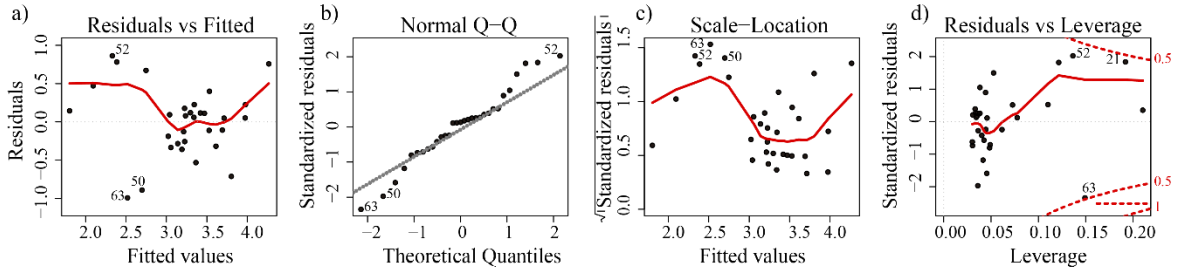 a) Residuals vs Fitted
Residuals
1.0
0.5
0.0
−1.0
52
63
50
2.0 2.5 3.0 3.5 4.0
Fitted values
b) Normal Q−Q
Standardized residuals
2
1
0
−1
−2
52
50
63
−2 −1 0 1 2
Theoretical Quantiles
c) Scale−Location
√|Standardized residuals|
1.5
1.0
0.5
0.0
63
52
50
2.0 2.5 3.0 3.5 4.0
Fitted values
d) Residuals vs Leverage
Standardized residuals
2
1
0
−1
−2
52
21
63
0.5
0.5
1
0.00 0.05 0.10 0.15 0.20
Leverage